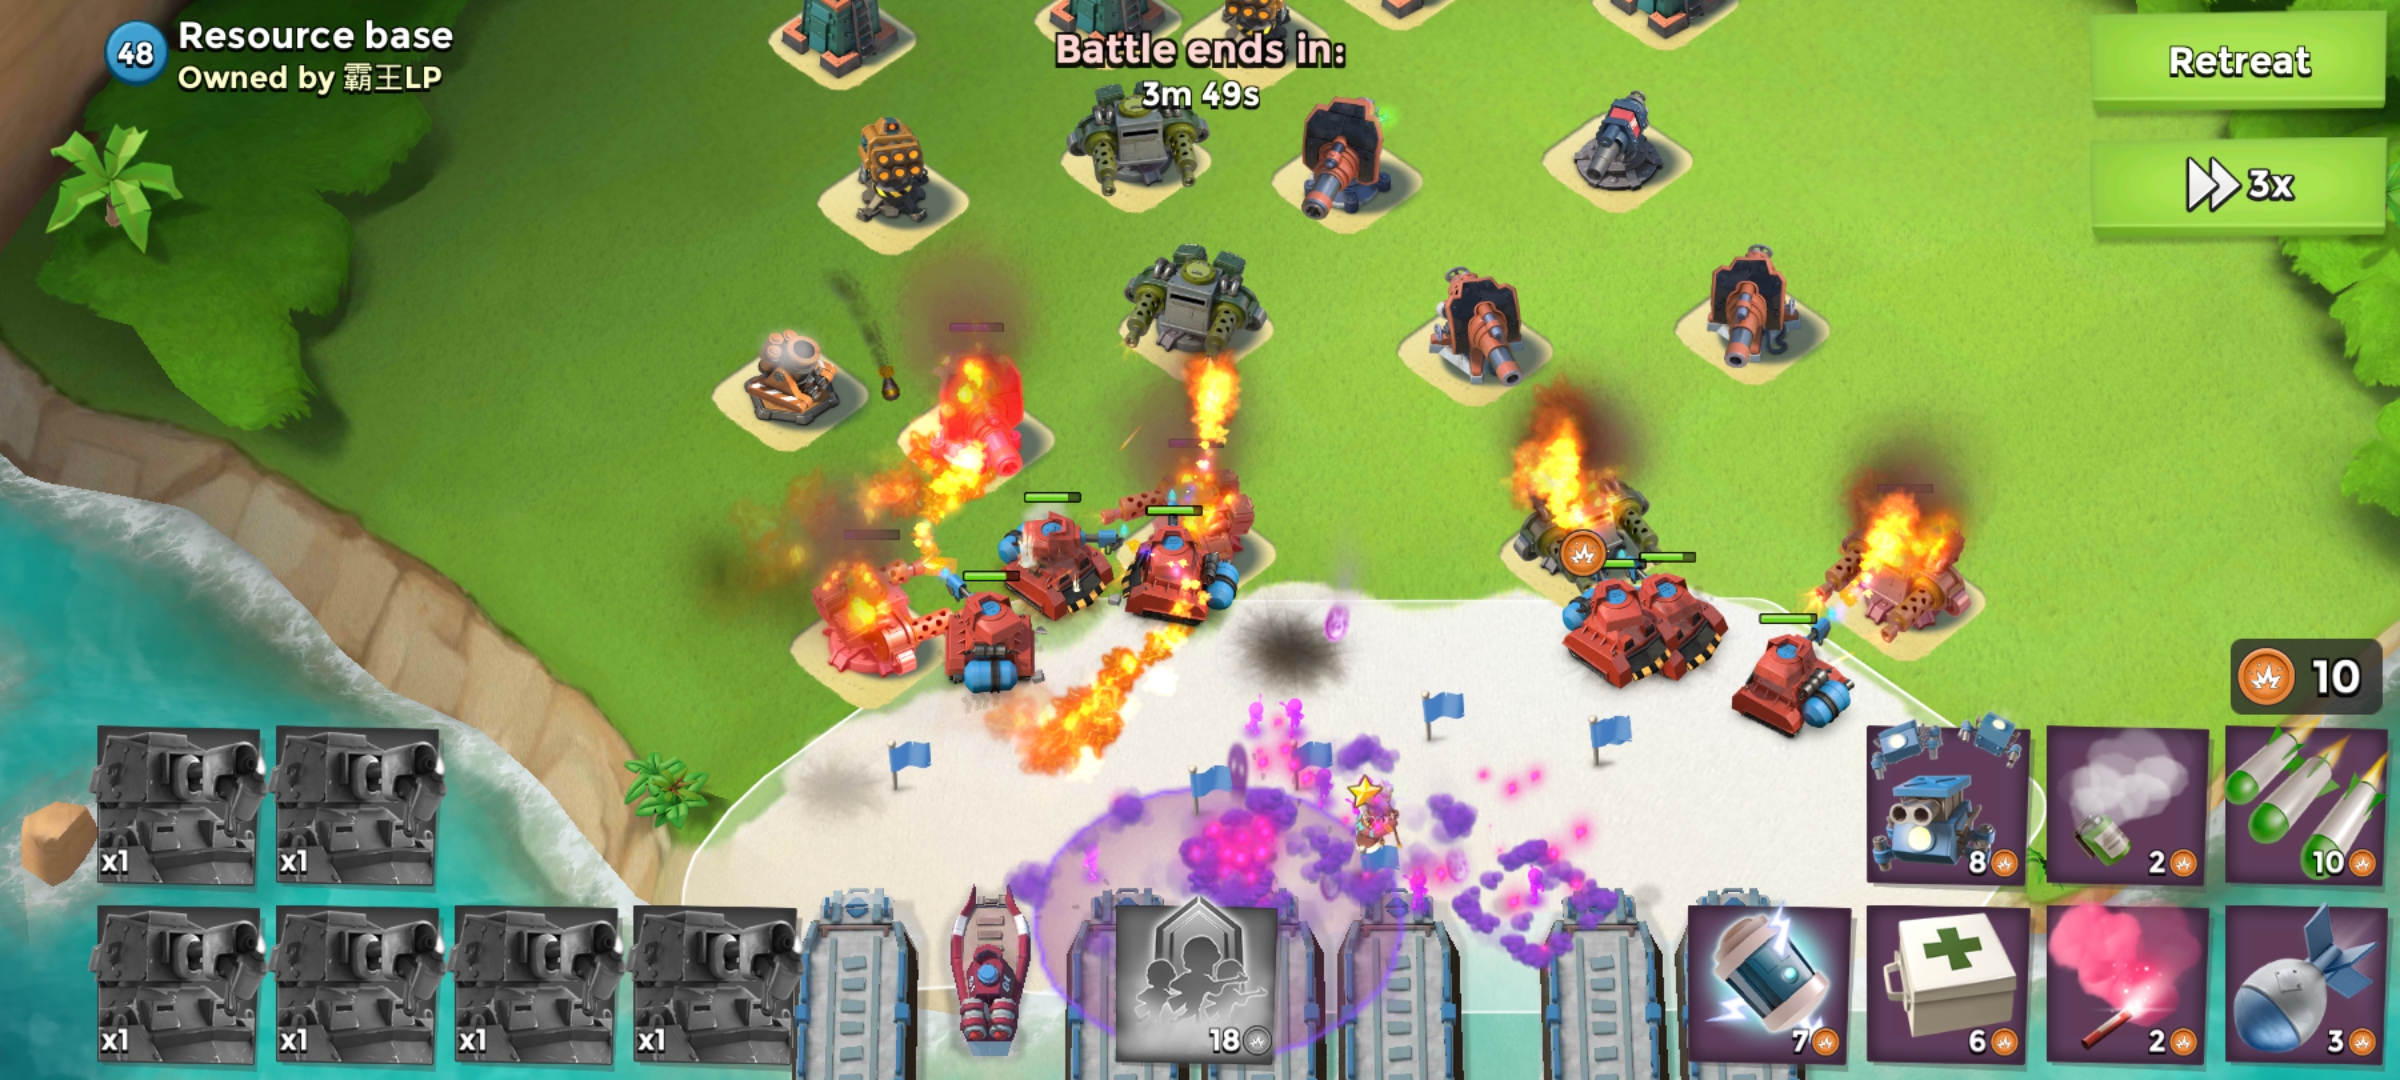 48
Resource base
Owned by 霸王LP
Battle ends in:
3m 49s
Retreat
3x
10
x1
x1
8
2
10
x1
x1
x1
x1
18
7
6
2
3